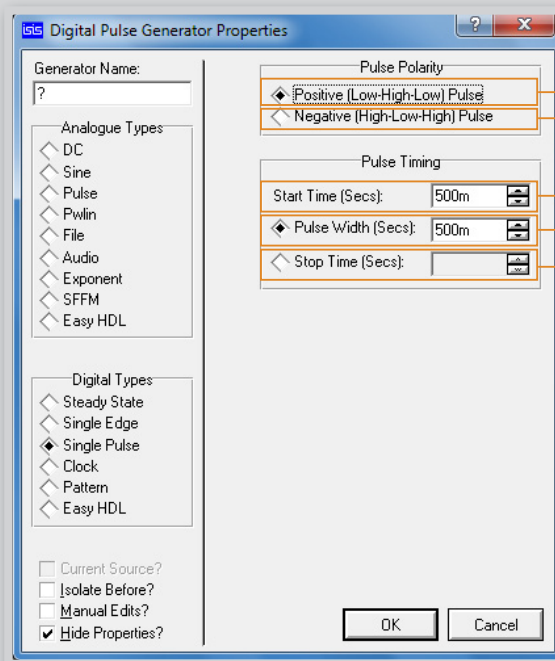 isis Digital Pulse Generator Properties
Generator Name:
?
Analogue Types
DC
Sine
Pulse
Pwlin
File
Audio
Exponent
SFFM
Easy HDL
Digital Types
Steady State
Single Edge
Single Pulse
Clock
Pattern
Easy HDL
Current Source?
Isolate Before?
Manual Edits?
Hide Properties?
Pulse Polarity
Positive (Low-High-Low) Pulse
Negative (High-Low-High) Pulse
Pulse Timing
Start Time (Secs): 500m
Pulse Width (Secs): 500m
Stop Time (Secs):
OK Cancel